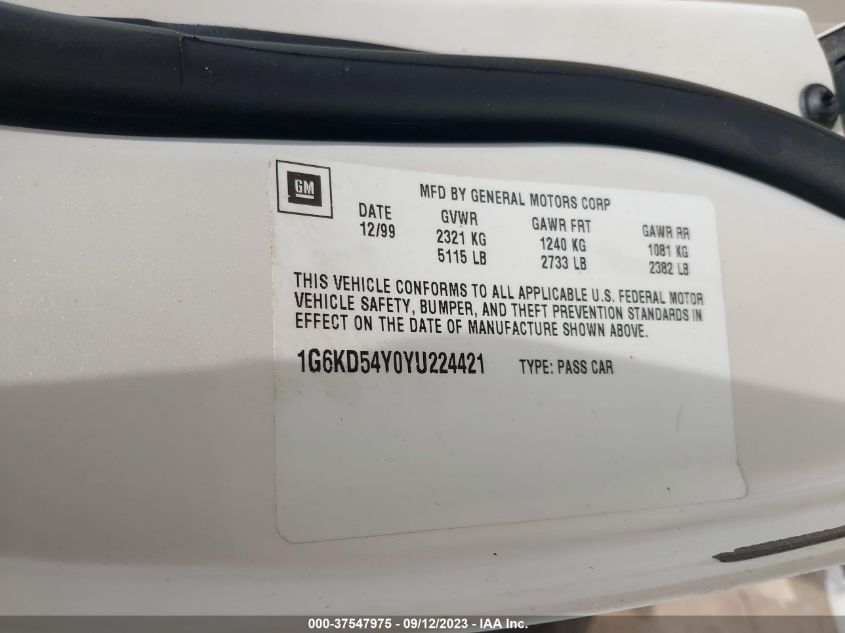 GM
MFD BY GENERAL MOTORS CORP
DATE GVWR GAWR FRT GAWR RR
12/99 2321 KG 1240 KG 1081 KG
5115 LB 2733 LB 2382 LB
THIS VEHICLE CONFORMS TO ALL APPLICABLE U.S. FEDERAL MOTOR
VEHICLE SAFETY, BUMPER, AND THEFT PREVENTION STANDARDS IN
EFFECT ON THE DATE OF MANUFACTURE SHOWN ABOVE.
1G6KD54Y0YU224421 TYPE: PASS CAR
000-37547975 - 09/12/2023 - IAA Inc.